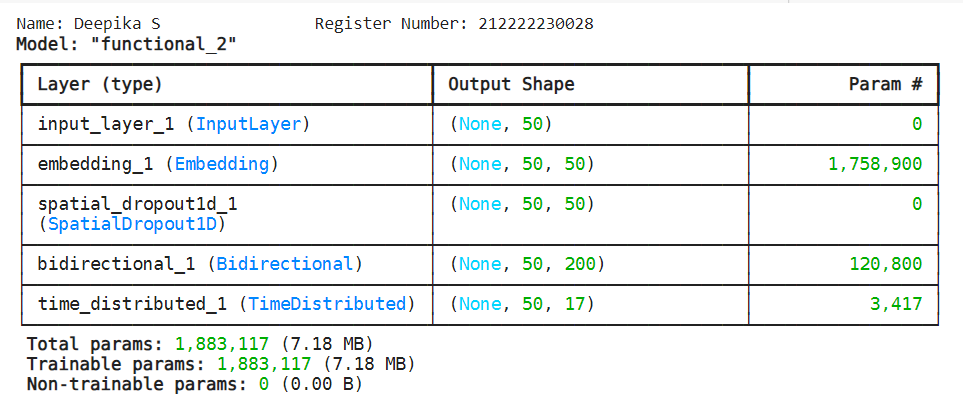 Name: Deepika S Register Number: 212222230028
Model: "functional_2"
Layer (type) Output Shape Param #
input_layer_1 (InputLayer) (None, 50) 0
embedding_1 (Embedding) (None, 50, 50) 1,758,900
spatial_dropout1d_1 (None, 50, 50) 0
(SpatialDropout1D)
bidirectional_1 (Bidirectional) (None, 50, 200) 120,800
time_distributed_1 (TimeDistributed) (None, 50, 17) 3,417
Total params: 1,883,117 (7.18 MB)
Trainable params: 1,883,117 (7.18 MB)
Non-trainable params: 0 (0.00 B)